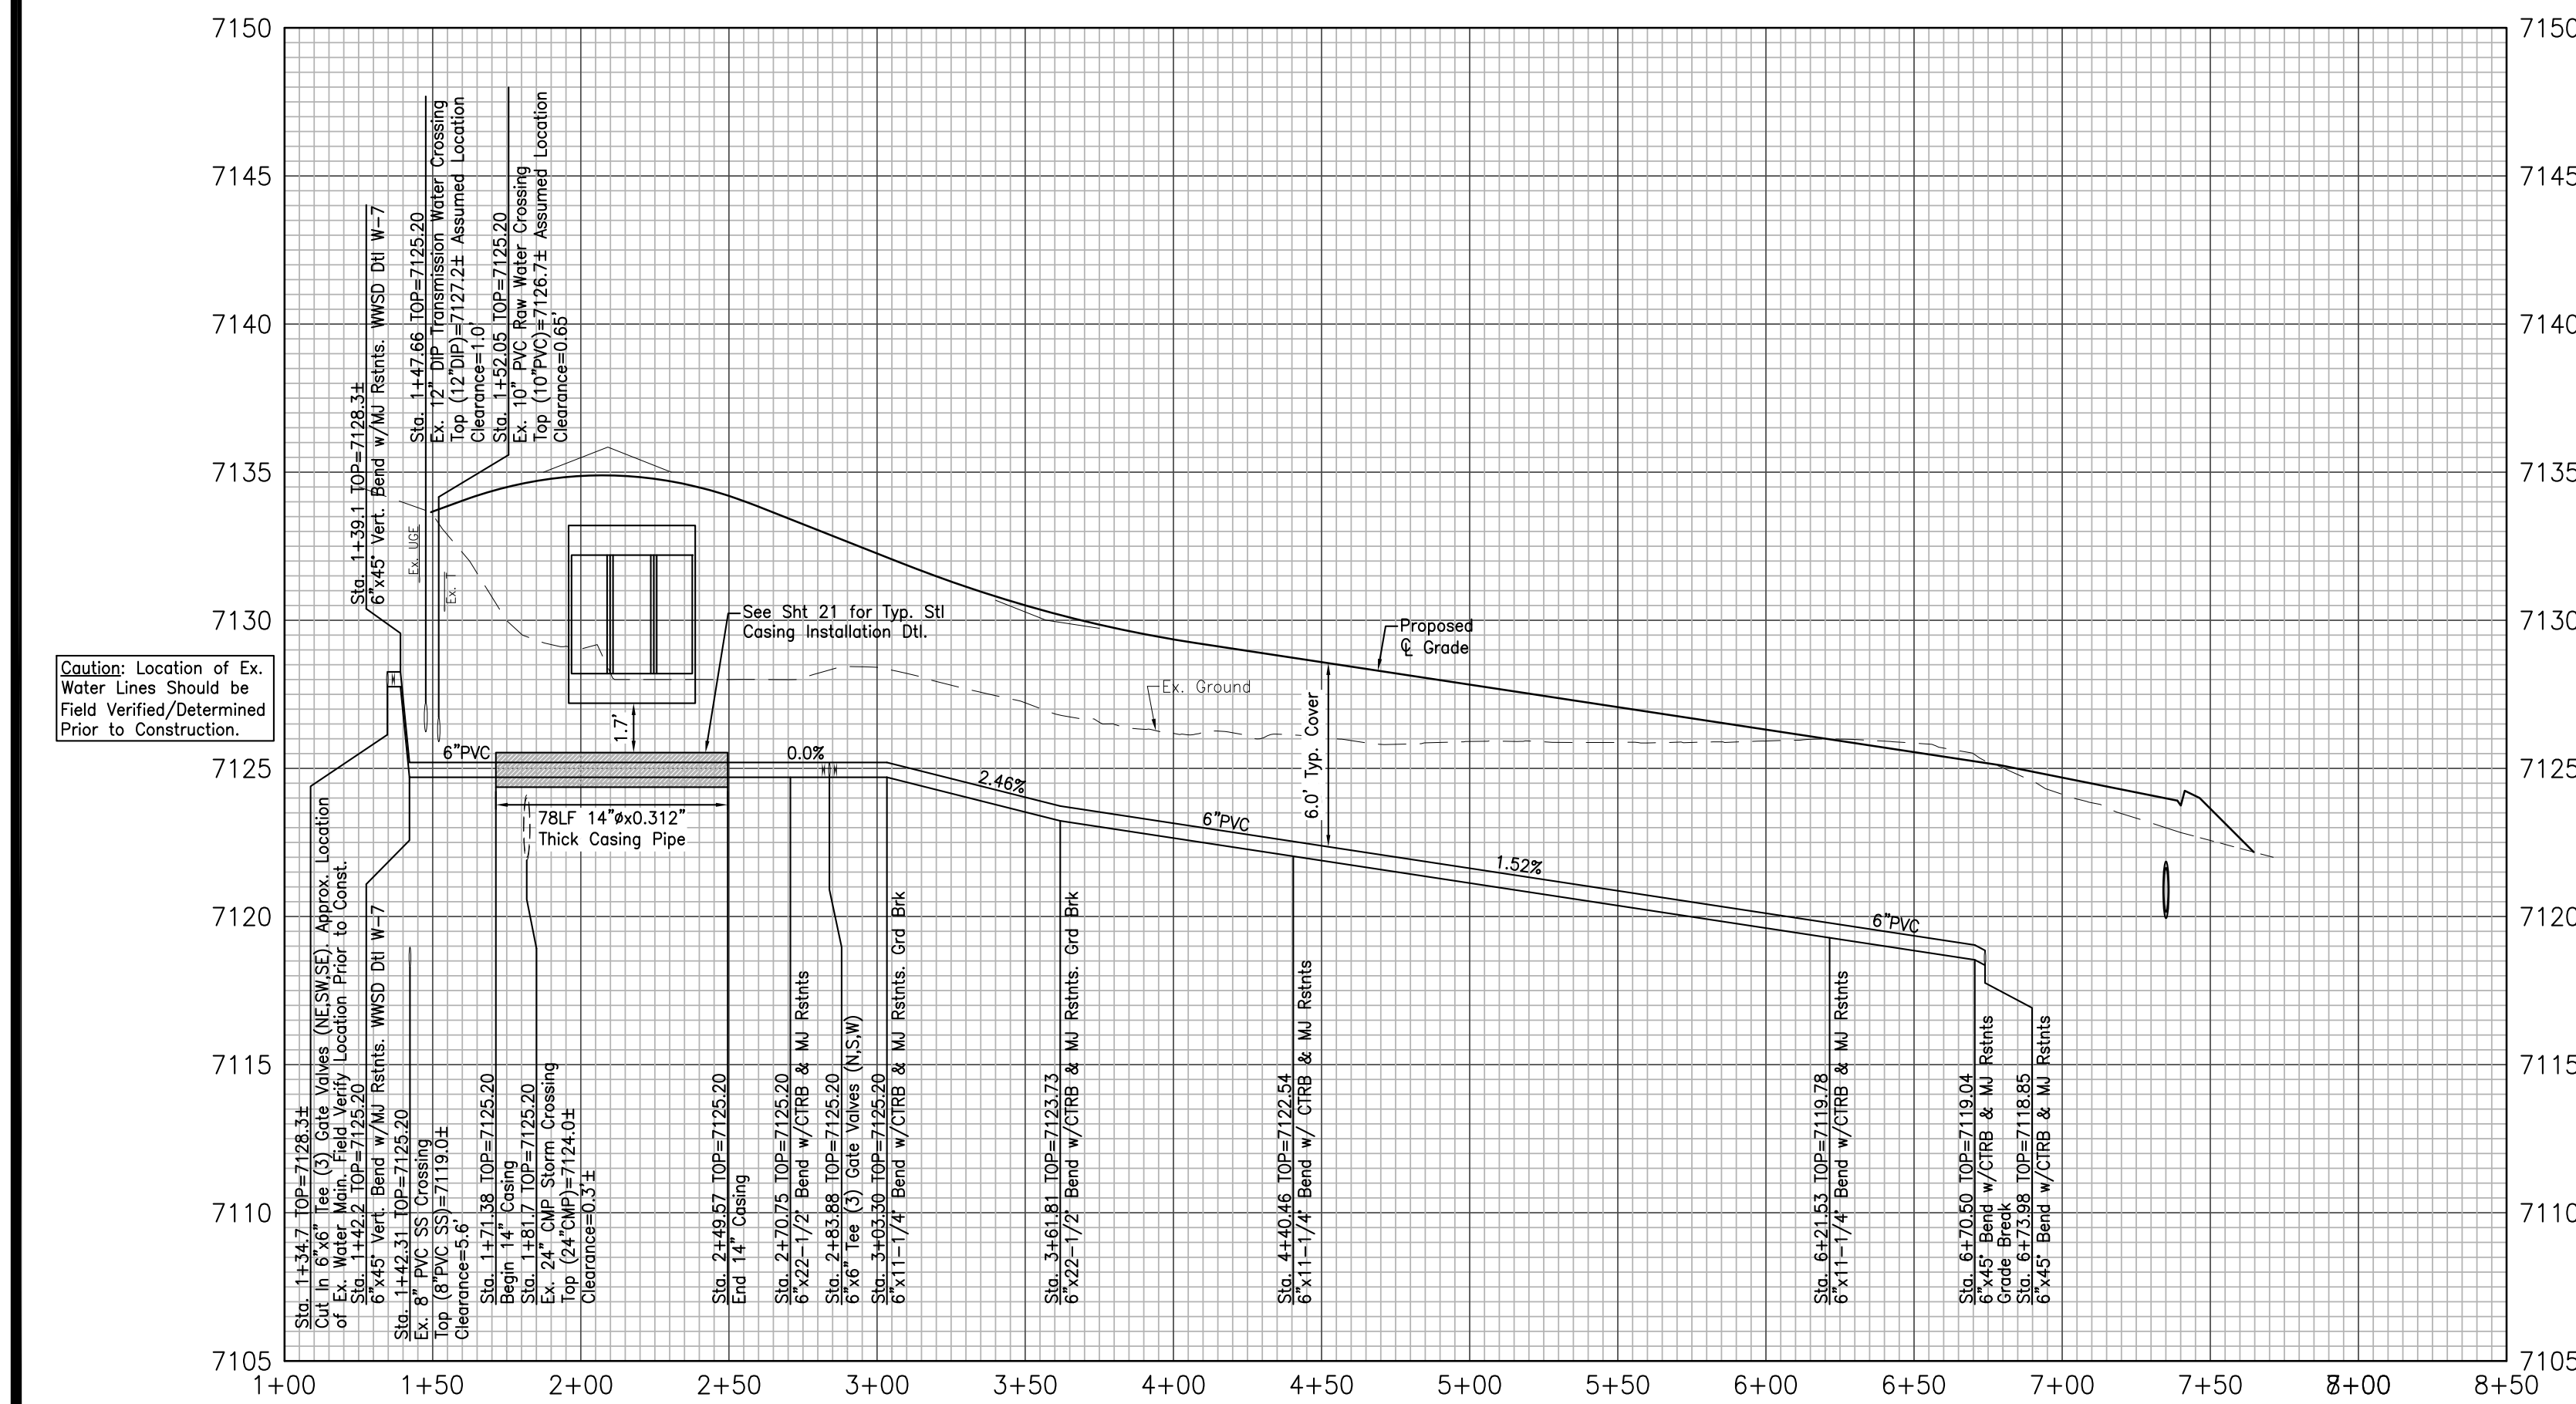 7150
7145
7140
7135
7130
7125
7120
7115
7110
7105
7150
7145
7140
7135
7130
7125
7120
7115
7110
7105
Sta. 1+39.1 TOP=7128.3±
6"x45° Vert. Bend w/MJ Rstnts. WWSD Dtl W-7
Sta. 1+47.66 TOP=7125.20
Ex. 12" DIP Transmission Water Crossing
Top (12"DIP)=7127.2± Assumed Location
Clearance=1.0'
Sta. 1+52.05 TOP=7125.20
Ex. 10" PVC Raw Water Crossing
Top (10"PVC)=7126.7± Assumed Location
Clearance=0.65'
Ex. UGE
Ex. T
Caution: Location of Ex.
Water Lines Should be
Field Verified/Determined
Prior to Construction.
See Sht 21 for Typ. Stl
Casing Installation Dtl.
Proposed
℄ Grade
Ex. Ground
1.7'
6.0' Typ. Cover
6"PVC
0.0%
2.46%
6"PVC
1.52%
6"PVC
78LF 14"øx0.312"
Thick Casing Pipe
Sta. 1+34.7 TOP=7128.3±
Cut In 6"x6" Tee (3) Gate Valves (NE,SW,SE). Approx. Location
of Ex. Water Main. Field Verify Location Prior to Const.
Sta. 1+42.2 TOP=7125.20
6"x45° Vert. Bend w/MJ Rstnts. WWSD Dtl W-7
Sta. 1+42.31 TOP=7125.20
Ex. 8" PVC SS Crossing
Top (8"PVC SS)=7119.0±
Clearance=5.6'
Sta. 1+71.38 TOP=7125.20
Begin 14" Casing
Sta. 1+81.7 TOP=7125.20
Ex. 24" CMP Storm Crossing
Top (24"CMP)=7124.0±
Clearance=0.3'±
Sta. 2+49.57 TOP=7125.20
End 14" Casing
Sta. 2+70.75 TOP=7125.20
6"x22-1/2° Bend w/CTRB & MJ Rstnts
Sta. 2+83.88 TOP=7125.20
6"x6" Tee (3) Gate Valves (N,S,W)
Sta. 3+03.30 TOP=7125.20
6"x11-1/4° Bend w/CTRB & MJ Rstnts. Grd Brk
Sta. 3+61.81 TOP=7123.73
6"x22-1/2° Bend w/CTRB & MJ Rstnts. Grd Brk
Sta. 4+40.46 TOP=7122.54
6"x11-1/4° Bend w/ CTRB & MJ Rstnts
Sta. 6+21.53 TOP=7119.78
6"x11-1/4° Bend w/CTRB & MJ Rstnts
Sta. 6+70.50 TOP=7119.04
6"x45° Bend w/CTRB & MJ Rstnts
Grade Break
Sta. 6+73.98 TOP=7118.85
6"x45° Bend w/CTRB & MJ Rstnts
1+00 1+50 2+00 2+50 3+00 3+50 4+00 4+50 5+00 5+50 6+00 6+50 7+00 7+50 8+00 8+50